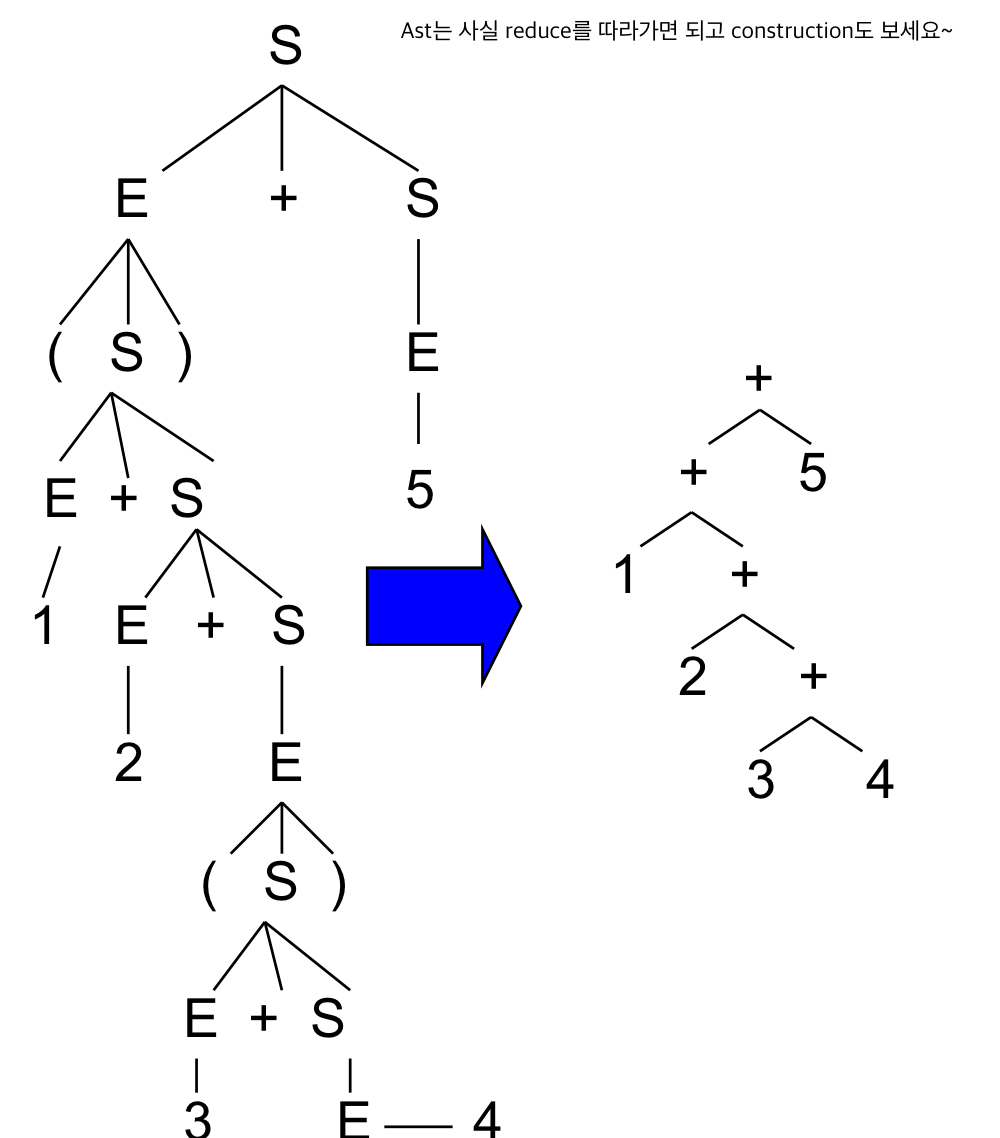 S
Ast는 사실 reduce를 따라가면 되고 construction도 보세요~
E + S
( S )
E
E + S
5
1
E + S
2
E
( S )
E + S
3
E 4
+
+ 5
1 +
2 +
3 4